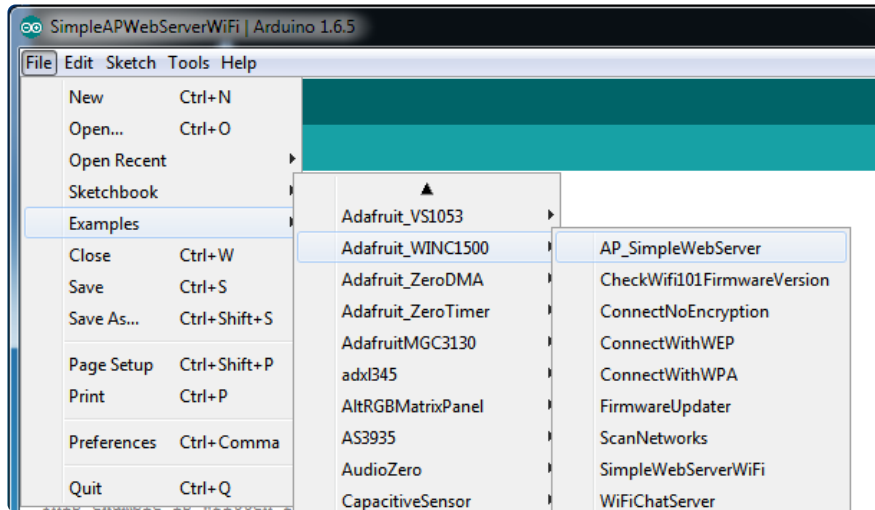 SimpleAPWebServerWiFi | Arduino 1.6.5
File Edit Sketch Tools Help
New Ctrl+N
Open... Ctrl+O
Open Recent
Sketchbook
Examples
Close Ctrl+W
Save Ctrl+S
Save As... Ctrl+Shift+S
Page Setup Ctrl+Shift+P
Print Ctrl+P
Preferences Ctrl+Comma
Quit Ctrl+Q
Adafruit_VS1053
Adafruit_WINC1500
Adafruit_ZeroDMA
Adafruit_ZeroTimer
AdafruitMGC3130
adxl345
AltRGBMatrixPanel
AS3935
AudioZero
CapacitiveSensor
AP_SimpleWebServer
CheckWifi101FirmwareVersion
ConnectNoEncryption
ConnectWithWEP
ConnectWithWPA
FirmwareUpdater
ScanNetworks
SimpleWebServerWiFi
WiFiChatServer